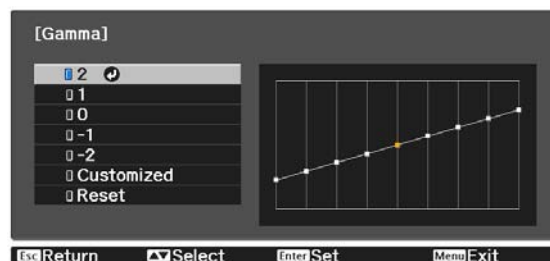 [Gamma]
2
1
0
-1
-2
Customized
Reset
Esc Return Select Enter Set Menu Exit